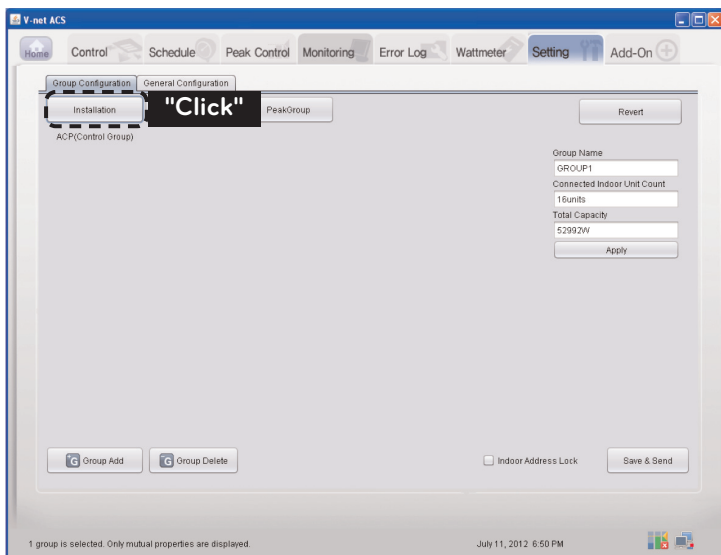 V-net ACS
Home Control Schedule Peak Control Monitoring Error Log Wattmeter Setting Add-On
Group Configuration General Configuration
Installation "Click" PeakGroup Revert
ACP(Control Group)
Group Name
GROUP1
Connected Indoor Unit Count
16units
Total Capacity
52992W
Apply
G Group Add G Group Delete Indoor Address Lock Save & Send
1 group is selected. Only mutual properties are displayed. July 11, 2012 6:50 PM